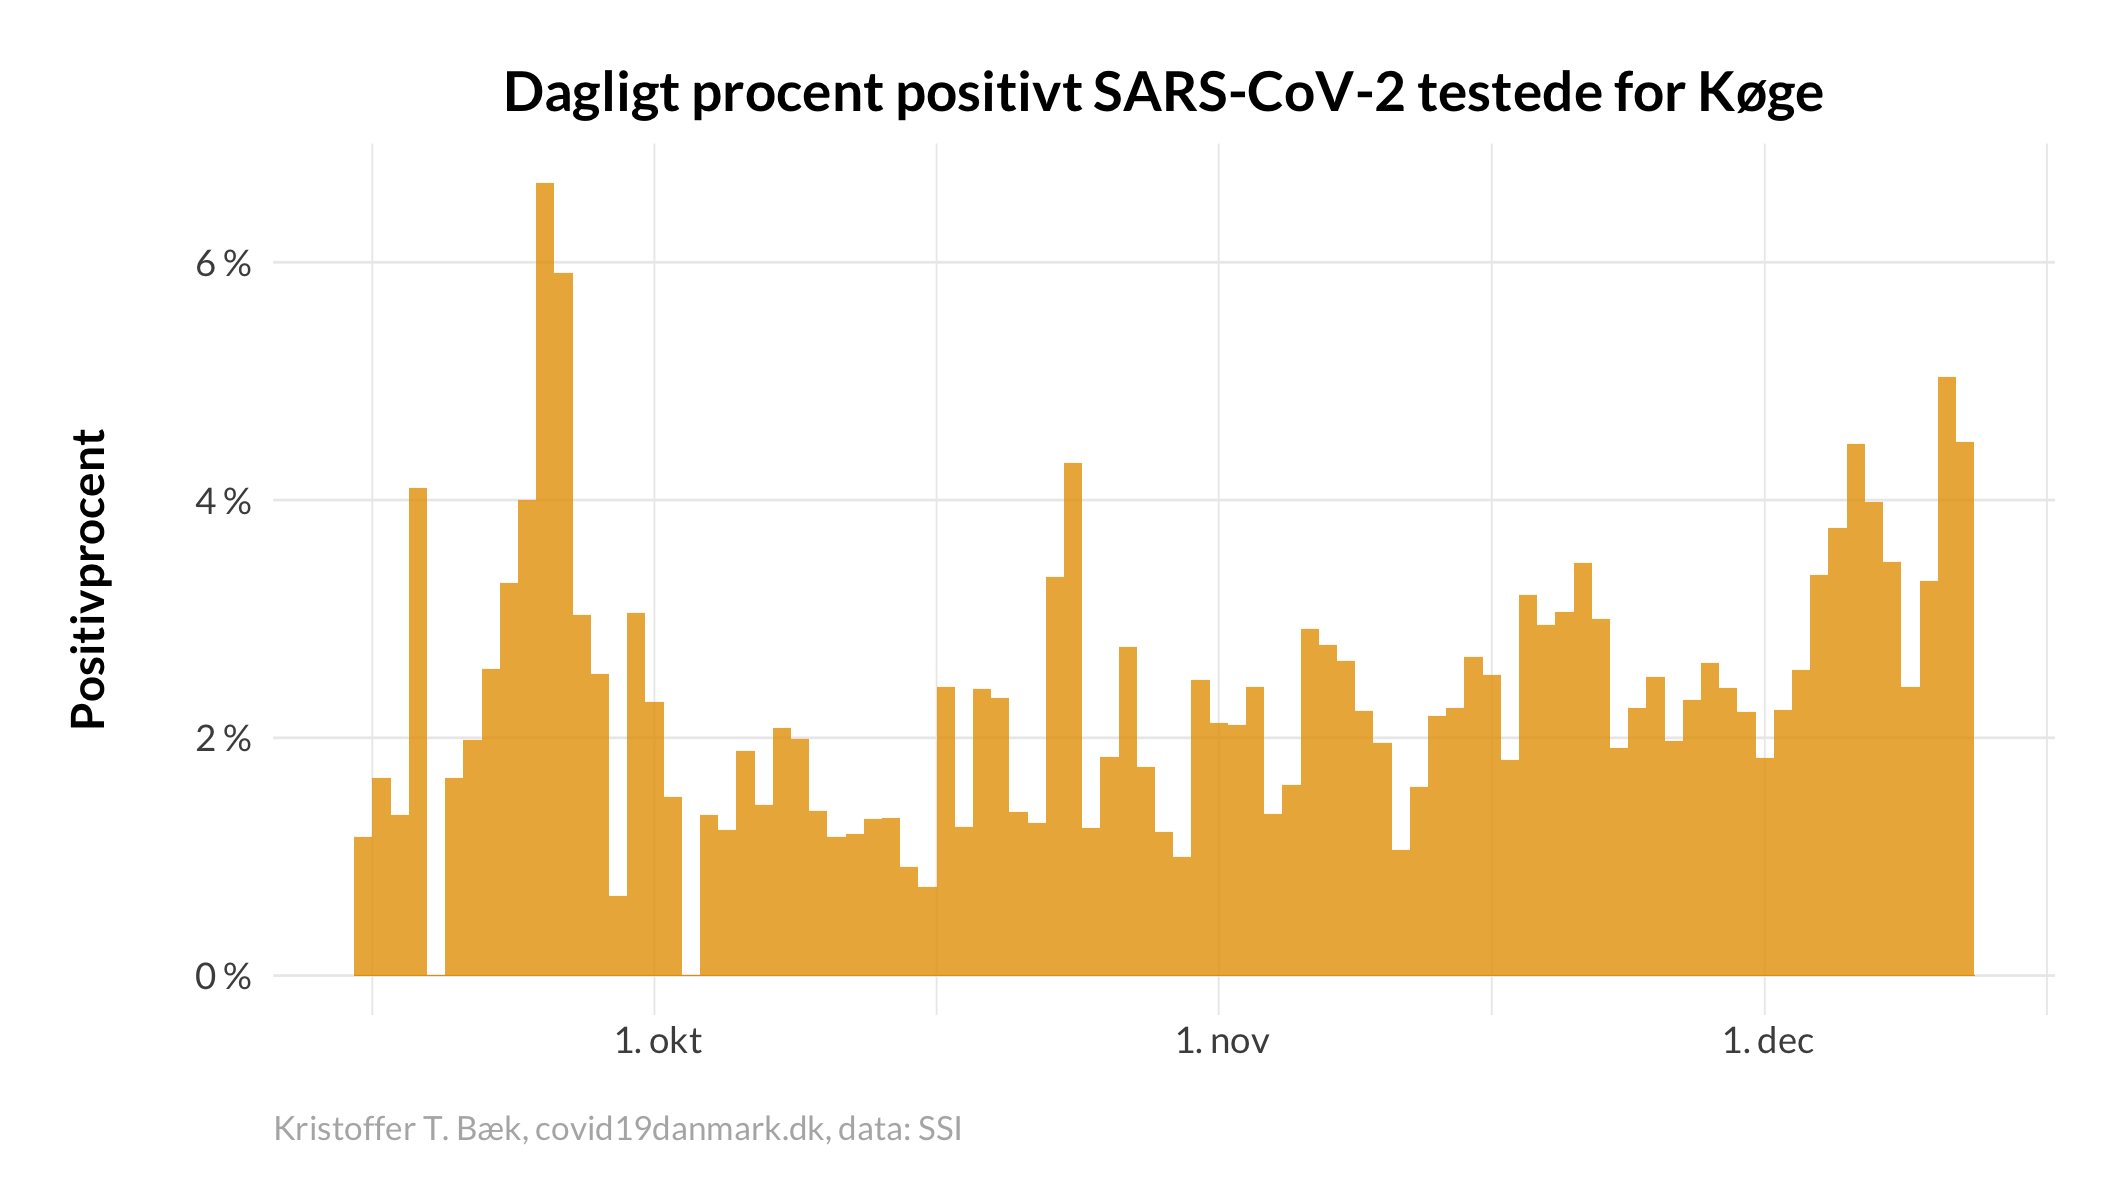 Dagligt procent positivt SARS-CoV-2 testede for Køge
Positivprocent
6 %
4 %
2 %
0 %
1. okt
1. nov
1. dec
Kristoffer T. Bæk, covid19danmark.dk, data: SSI